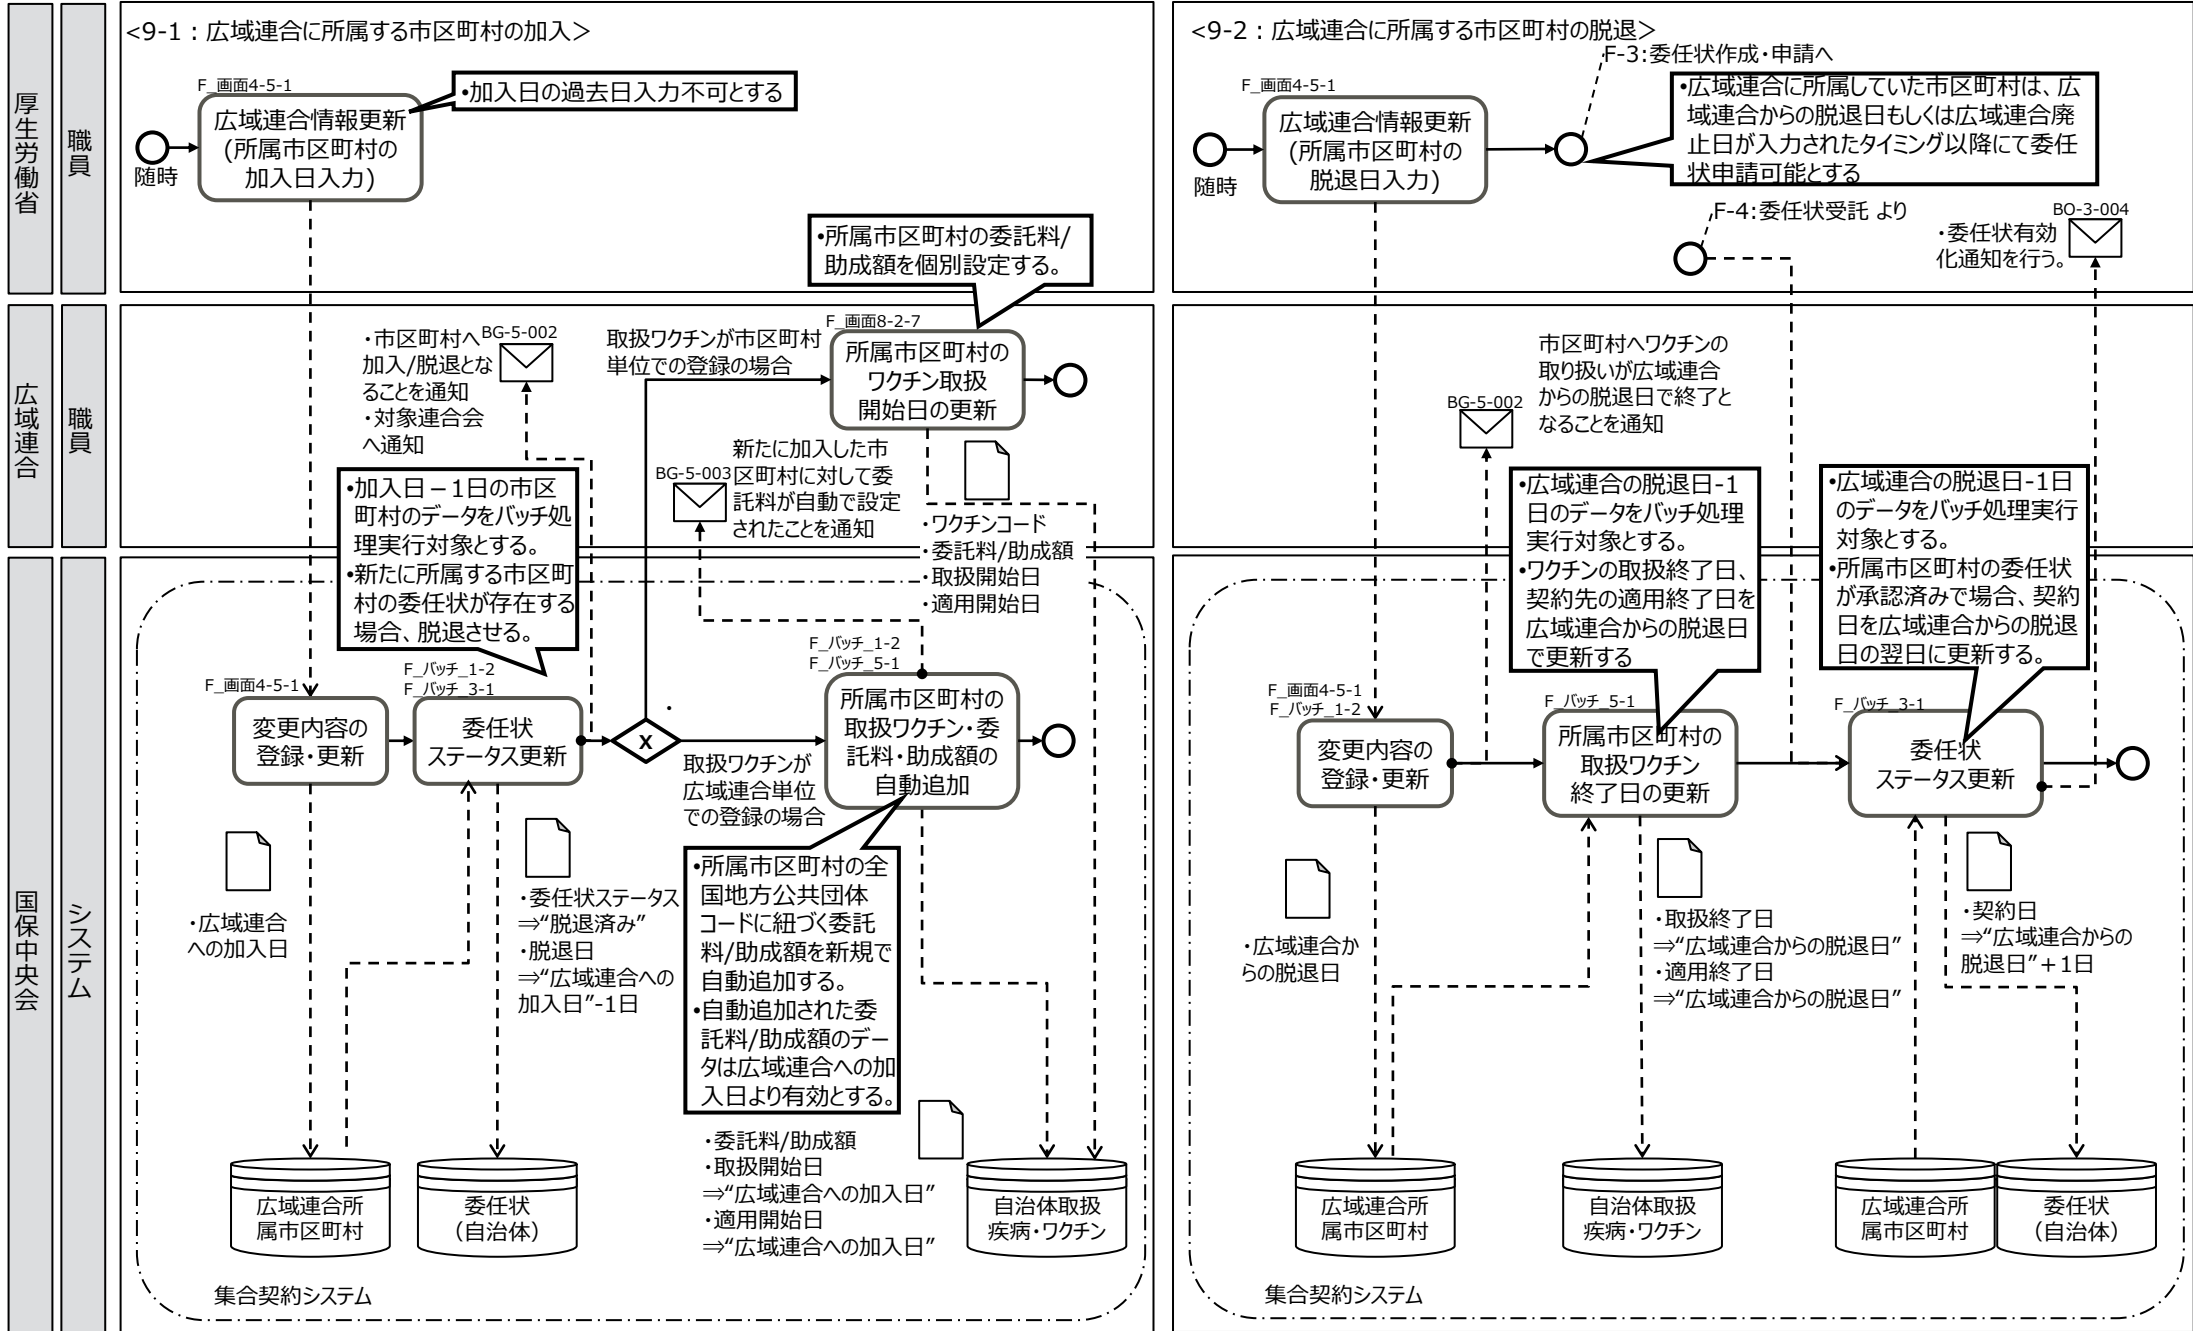 厚生労働省
職員
広域連合
職員
国保中央会
システム
<9-1：広域連合に所属する市区町村の加入>
F_画面4-5-1
広域連合情報更新
(所属市区町村の
加入日入力)
随時
•加入日の過去日入力不可とする
•所属市区町村の委託料/
助成額を個別設定する。
・市区町村へ
加入/脱退とな
ることを通知
・対象連合会
へ通知
BG-5-002
取扱ワクチンが市区町村
単位での登録の場合
F_画面8-2-7
所属市区町村の
ワクチン取扱
開始日の更新
BG-5-003
新たに加入した市
区町村に対して委
託料が自動で設定
されたことを通知
・ワクチンコード
・委託料/助成額
・取扱開始日
・適用開始日
•加入日－1日の市区
町村のデータをバッチ処
理実行対象とする。
•新たに所属する市区町
村の委任状が存在する
場合、脱退させる。
F_画面4-5-1
変更内容の
登録・更新
F_バッチ_1-2
F_バッチ_3-1
委任状
ステータス更新
X
取扱ワクチンが
広域連合単位
での登録の場合
F_バッチ_1-2
F_バッチ_5-1
所属市区町村の
取扱ワクチン・委
託料・助成額の
自動追加
・広域連合
への加入日
・委任状ステータス
⇒“脱退済み”
・脱退日
⇒“広域連合への
加入日”-1日
•所属市区町村の全
国地方公共団体
コードに紐づく委託
料/助成額を新規で
自動追加する。
•自動追加された委
託料/助成額のデー
タは広域連合への加
入日より有効とする。
・委託料/助成額
・取扱開始日
⇒“広域連合への加入日”
・適用開始日
⇒“広域連合への加入日”
広域連合所
属市区町村
委任状
（自治体）
自治体取扱
疾病・ワクチン
集合契約システム
<9-2：広域連合に所属する市区町村の脱退>
F-3:委任状作成・申請へ
F_画面4-5-1
広域連合情報更新
(所属市区町村の
脱退日入力)
随時
•広域連合に所属していた市区町村は、広
域連合からの脱退日もしくは広域連合廃
止日が入力されたタイミング以降にて委任
状申請可能とする
F-4:委任状受託 より
・委任状有効
化通知を行う。
BO-3-004
BG-5-002
市区町村へワクチンの
取り扱いが広域連合
からの脱退日で終了と
なることを通知
•広域連合の脱退日-1
日のデータをバッチ処理
実行対象とする。
•ワクチンの取扱終了日、
契約先の適用終了日を
広域連合からの脱退日
で更新する
•広域連合の脱退日-1日
のデータをバッチ処理実行
対象とする。
•所属市区町村の委任状
が承認済みで場合、契約
日を広域連合からの脱退
日の翌日に更新する。
F_画面4-5-1
F_バッチ_1-2
変更内容の
登録・更新
F_バッチ_5-1
所属市区町村の
取扱ワクチン
終了日の更新
F_バッチ_3-1
委任状
ステータス更新
・広域連合か
らの脱退日
・取扱終了日
⇒“広域連合からの脱退日”
・適用終了日
⇒“広域連合からの脱退日”
・契約日
⇒“広域連合からの
脱退日”＋1日
広域連合所
属市区町村
自治体取扱
疾病・ワクチン
広域連合所
属市区町村
委任状
（自治体）
集合契約システム